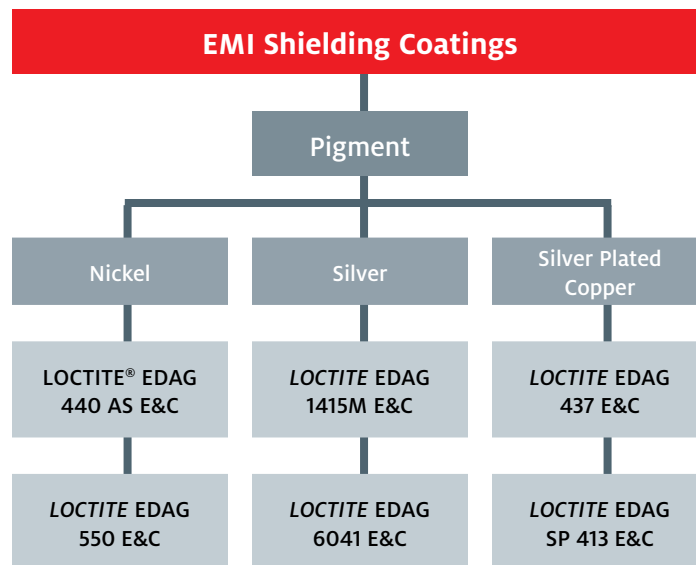 EMI Shielding Coatings
Pigment
Nickel
Silver
Silver Plated
Copper
LOCTITE® EDAG
440 AS E&C
LOCTITE EDAG
1415M E&C
LOCTITE EDAG
437 E&C
LOCTITE EDAG
550 E&C
LOCTITE EDAG
6041 E&C
LOCTITE EDAG
SP 413 E&C